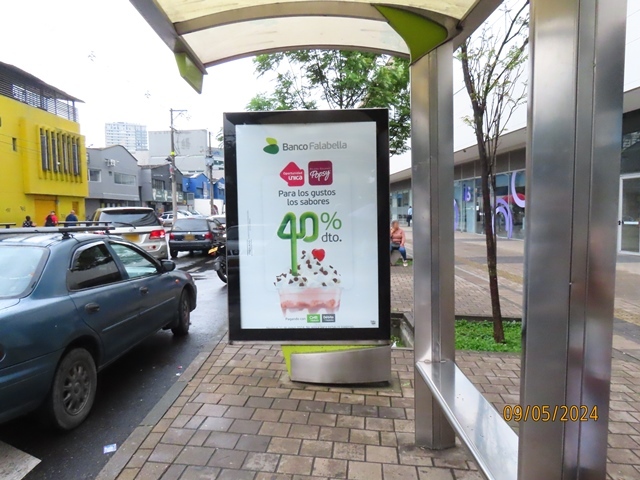 Banco Falabella
Oportunidad
única
Popsy
Para los gustos
los sabores
40%
dto.
09/05/2024